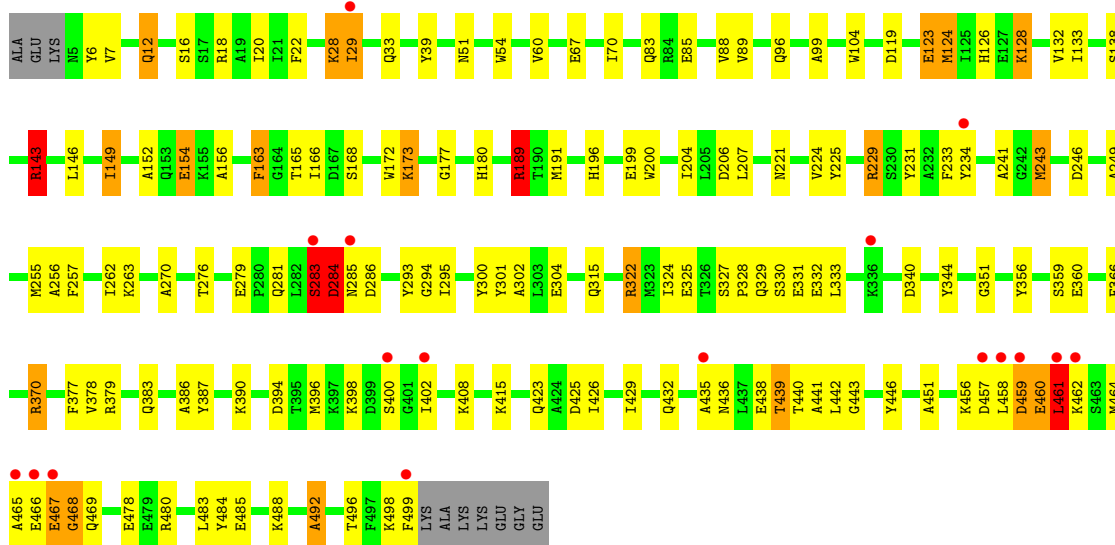 ALA GLU LYS N5 Y6 V7 Q12 S16 S17 R18 A19 I20 I21 F22 K28 I29 Q33 Y39 N51 W54 V60 E67 I70 Q83 R84 E85 V88 V89 Q96 A99 W104 D119 E123 M124 I125 H126 E127 K128 V132 I133 S138
R143 L146 I149 A152 Q153 E154 K155 A156 F163 G164 T165 I166 D167 S168 W172 K173 G177 H180 R189 T190 M191 H196 E199 W200 I204 L205 D206 L207 N221 V224 Y225 R229 S230 Y231 A232 F233 Y234 A241 G242 M243 D246 A249
M255 A256 F257 I262 K263 A270 T276 E279 P280 Q281 L282 S283 D284 N285 D286 Y293 G294 I295 Y300 Y301 A302 L303 E304 Q315 R322 M323 I324 E325 T326 S327 P328 Q329 S330 E331 E332 L333 K336 D340 Y344 G351 Y356 S359 E360
R370 F377 V378 R379 Q383 A386 Y387 K390 D394 T395 M396 K397 K398 D399 S400 G401 I402 K408 K415 Q423 A424 D425 I426 I429 Q432 A435 N436 L437 E438 T439 T440 A441 L442 G443 Y446 A451 K456 D457 L458 D459 E460 L461 K462 S463 M464
A465 E466 E467 G468 Q469 E478 E479 R480 L483 Y484 E485 K488 A492 T496 F497 K498 F499 LYS ALA LYS LYS GLU GLY GLU